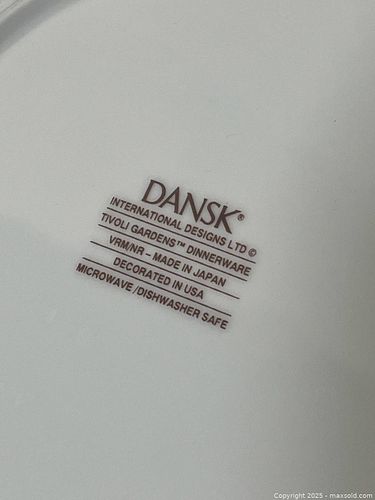 DANSK®
INTERNATIONAL DESIGNS LTD ©
TIVOLI GARDENS™ DINNERWARE
VRM/NR – MADE IN JAPAN
DECORATED IN USA
MICROWAVE/DISHWASHER SAFE
Copyright 2025 - maxsold.com